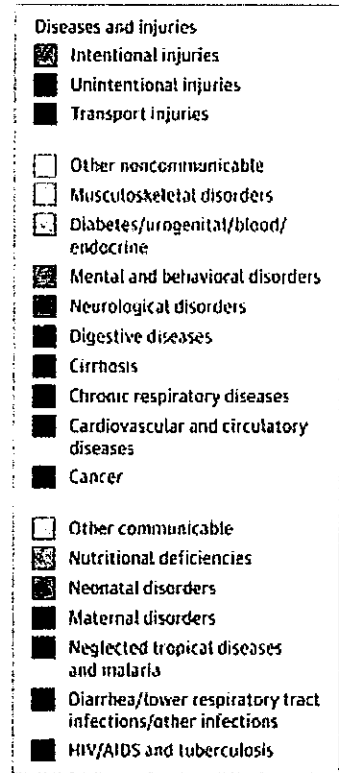 Diseases and injuries
Intentional injuries
Unintentional injuries
Transport injuries
Other noncommunicable
Musculoskeletal disorders
Diabetes/urogenital/blood/
endocrine
Mental and behavioral disorders
Neurological disorders
Digestive diseases
Cirrhosis
Chronic respiratory diseases
Cardiovascular and circulatory
diseases
Cancer
Other communicable
Nutritional deficiencies
Neonatal disorders
Maternal disorders
Neglected tropical diseases
and malaria
Diarrhea/lower respiratory tract
infections/other infections
HIV/AIDS and tuberculosis